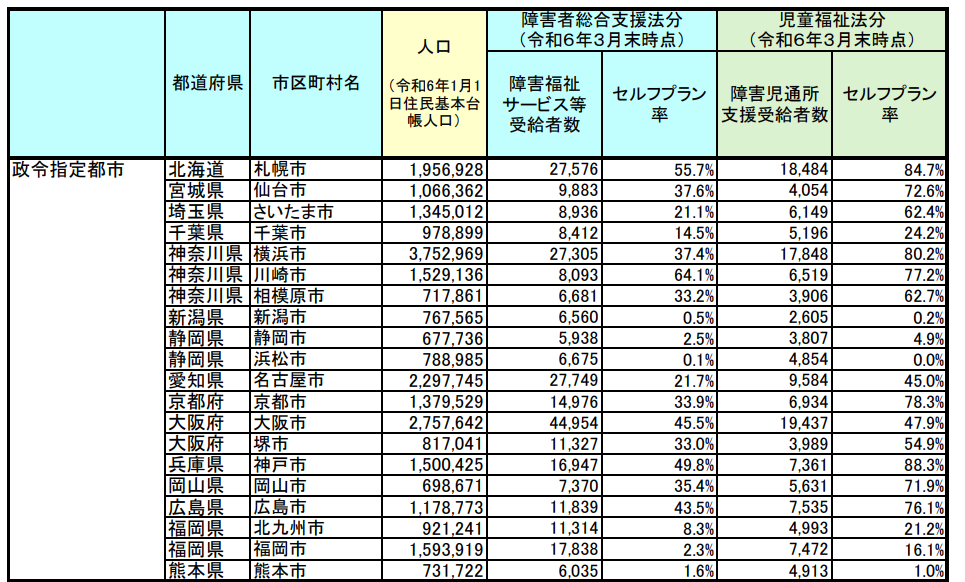 障害者総合支援法分
（令和６年３月末時点）
児童福祉法分
（令和６年３月末時点）
都道府県
市区町村名
人口
（令和6年1月1
日住民基本台
帳人口）
障害福祉
サービス等
受給者数
セルフプラン
率
障害児通所
支援受給者数
セルフプラン
率
政令指定都市 北海道 札幌市 1,956,928 27,576 55.7% 18,484 84.7%
宮城県 仙台市 1,066,362 9,883 37.6% 4,054 72.6%
埼玉県 さいたま市 1,345,012 8,936 21.1% 6,149 62.4%
千葉県 千葉市 978,899 8,412 14.5% 5,196 24.2%
神奈川県 横浜市 3,752,969 27,305 37.4% 17,848 80.2%
神奈川県 川崎市 1,529,136 8,093 64.1% 6,519 77.2%
神奈川県 相模原市 717,861 6,681 33.2% 3,906 62.7%
新潟県 新潟市 767,565 6,560 0.5% 2,605 0.2%
静岡県 静岡市 677,736 5,938 2.5% 3,807 4.9%
静岡県 浜松市 788,985 6,675 0.1% 4,854 0.0%
愛知県 名古屋市 2,297,745 27,749 21.7% 9,584 45.0%
京都府 京都市 1,379,529 14,976 33.9% 6,934 78.3%
大阪府 大阪市 2,757,642 44,954 45.5% 19,437 47.9%
大阪府 堺市 817,041 11,327 33.0% 3,989 54.9%
兵庫県 神戸市 1,500,425 16,947 49.8% 7,361 88.3%
岡山県 岡山市 698,671 7,370 35.4% 5,631 71.9%
広島県 広島市 1,178,773 11,839 43.5% 7,535 76.1%
福岡県 北九州市 921,241 11,314 8.3% 4,993 21.2%
福岡県 福岡市 1,593,919 17,838 2.3% 7,472 16.1%
熊本県 熊本市 731,722 6,035 1.6% 4,913 1.0%